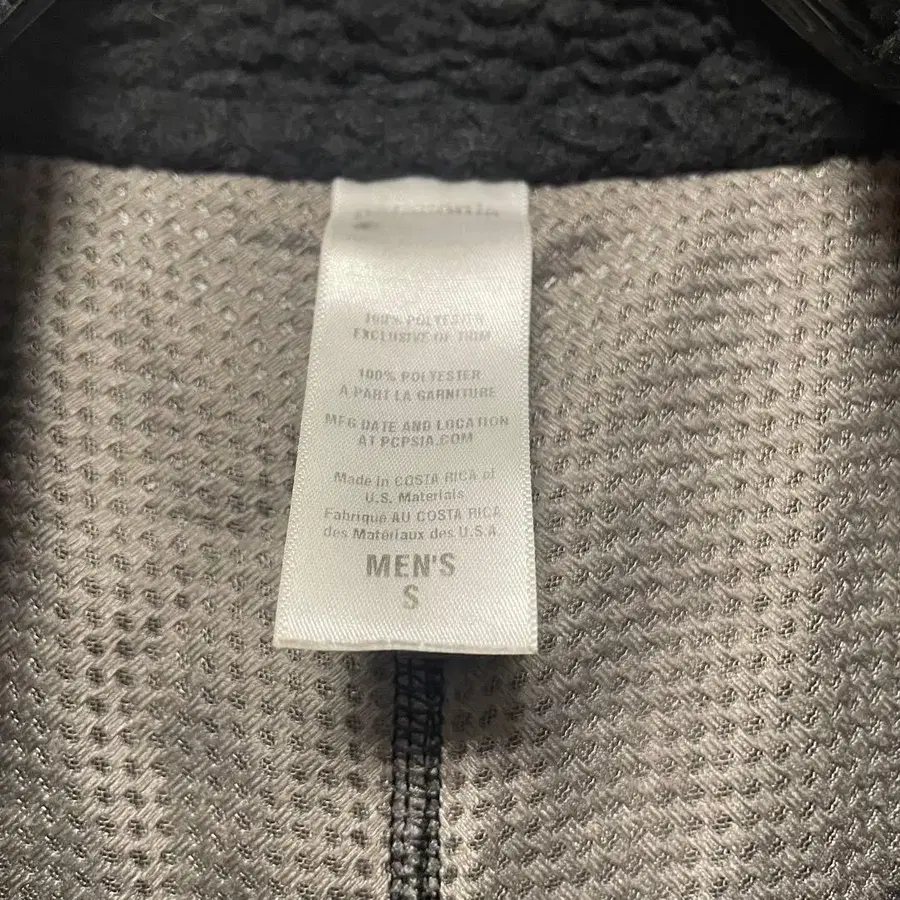 patagonia
100% POLYESTER
EXCLUSIVE OF TRIM
100% POLYESTER
A PART LA GARNITURE
MFG DATE AND LOCATION
AT PCPSIA.COM
Made in COSTA RICA of
U.S. Materials
Fabriqué AU COSTA RICA
des Matériaux des U.S.A.
MEN'S
S